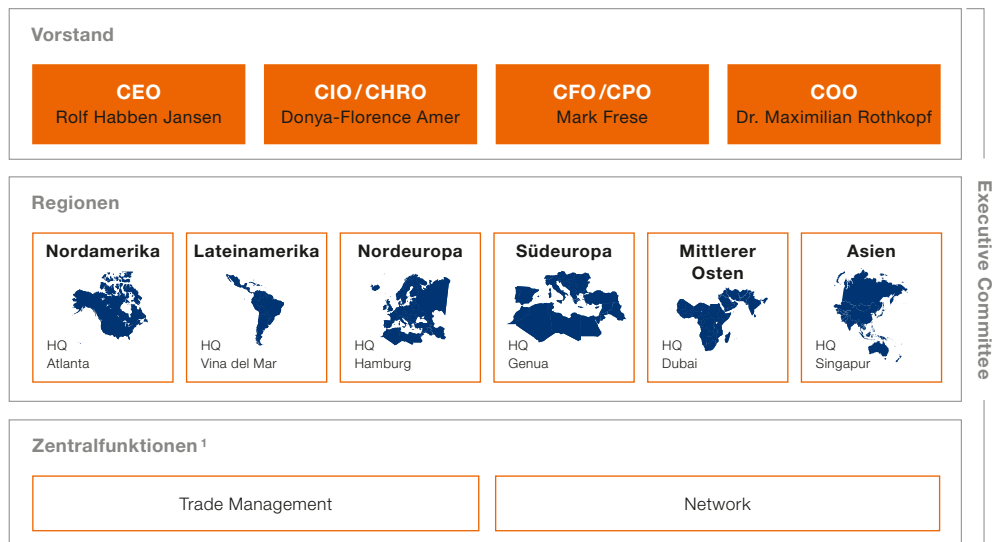 Vorstand
CEO
Rolf Habben Jansen
CIO/CHRO
Donya-Florence Amer
CFO/CPO
Mark Frese
COO
Dr. Maximilian Rothkopf
Executive Committee
Regionen
Nordamerika
HQ
Atlanta
Lateinamerika
HQ
Vina del Mar
Nordeuropa
HQ
Hamburg
Südeuropa
HQ
Genua
Mittlerer
Osten
HQ
Dubai
Asien
HQ
Singapur
Zentralfunktionen ¹
Trade Management
Network